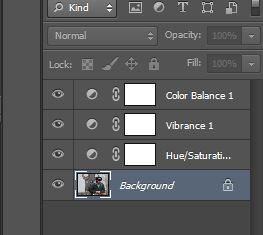 Kind
Normal Opacity: 100%
Lock: Fill: 100%
Color Balance 1
Vibrance 1
Hue/Saturati...
Background